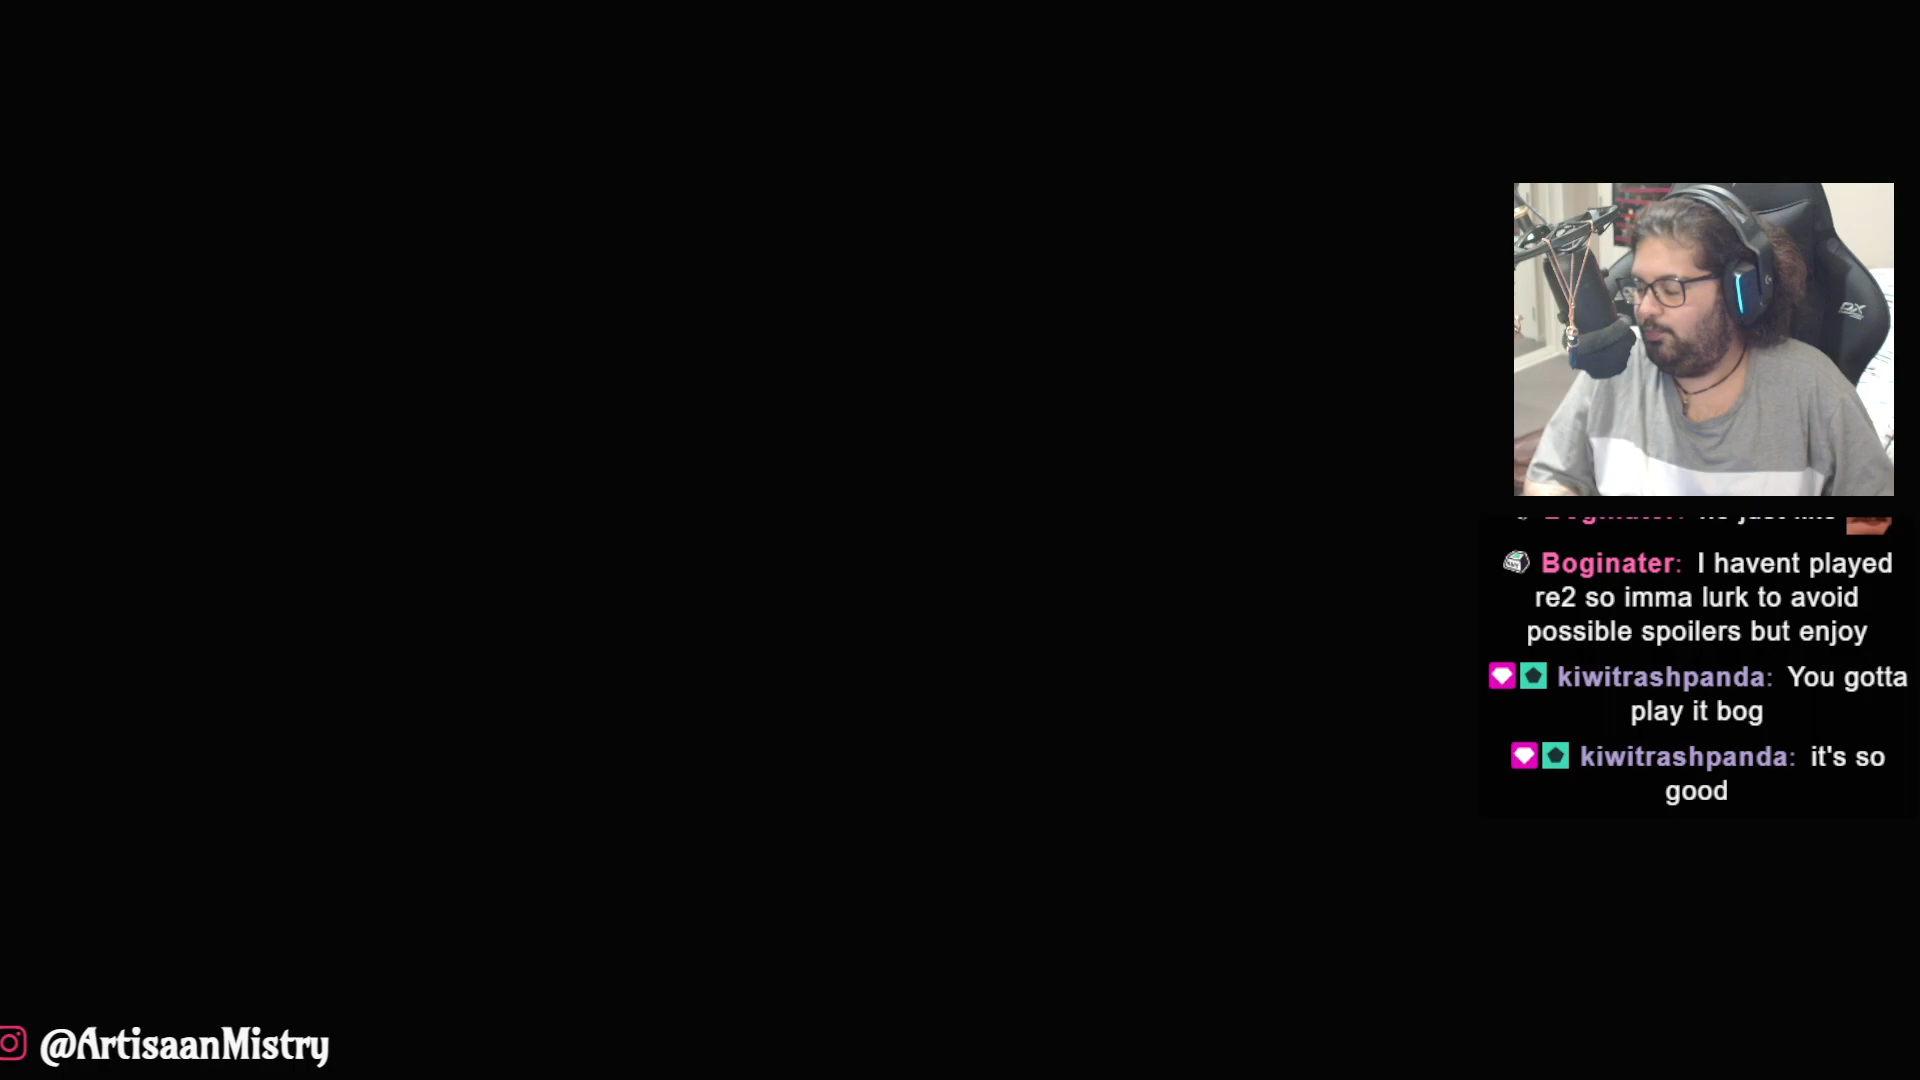 DX
Boginater: I havent played
re2 so imma lurk to avoid
possible spoilers but enjoy
kiwitrashpanda: You gotta
play it bog
kiwitrashpanda: it's so
good
@ArtisaanMistry